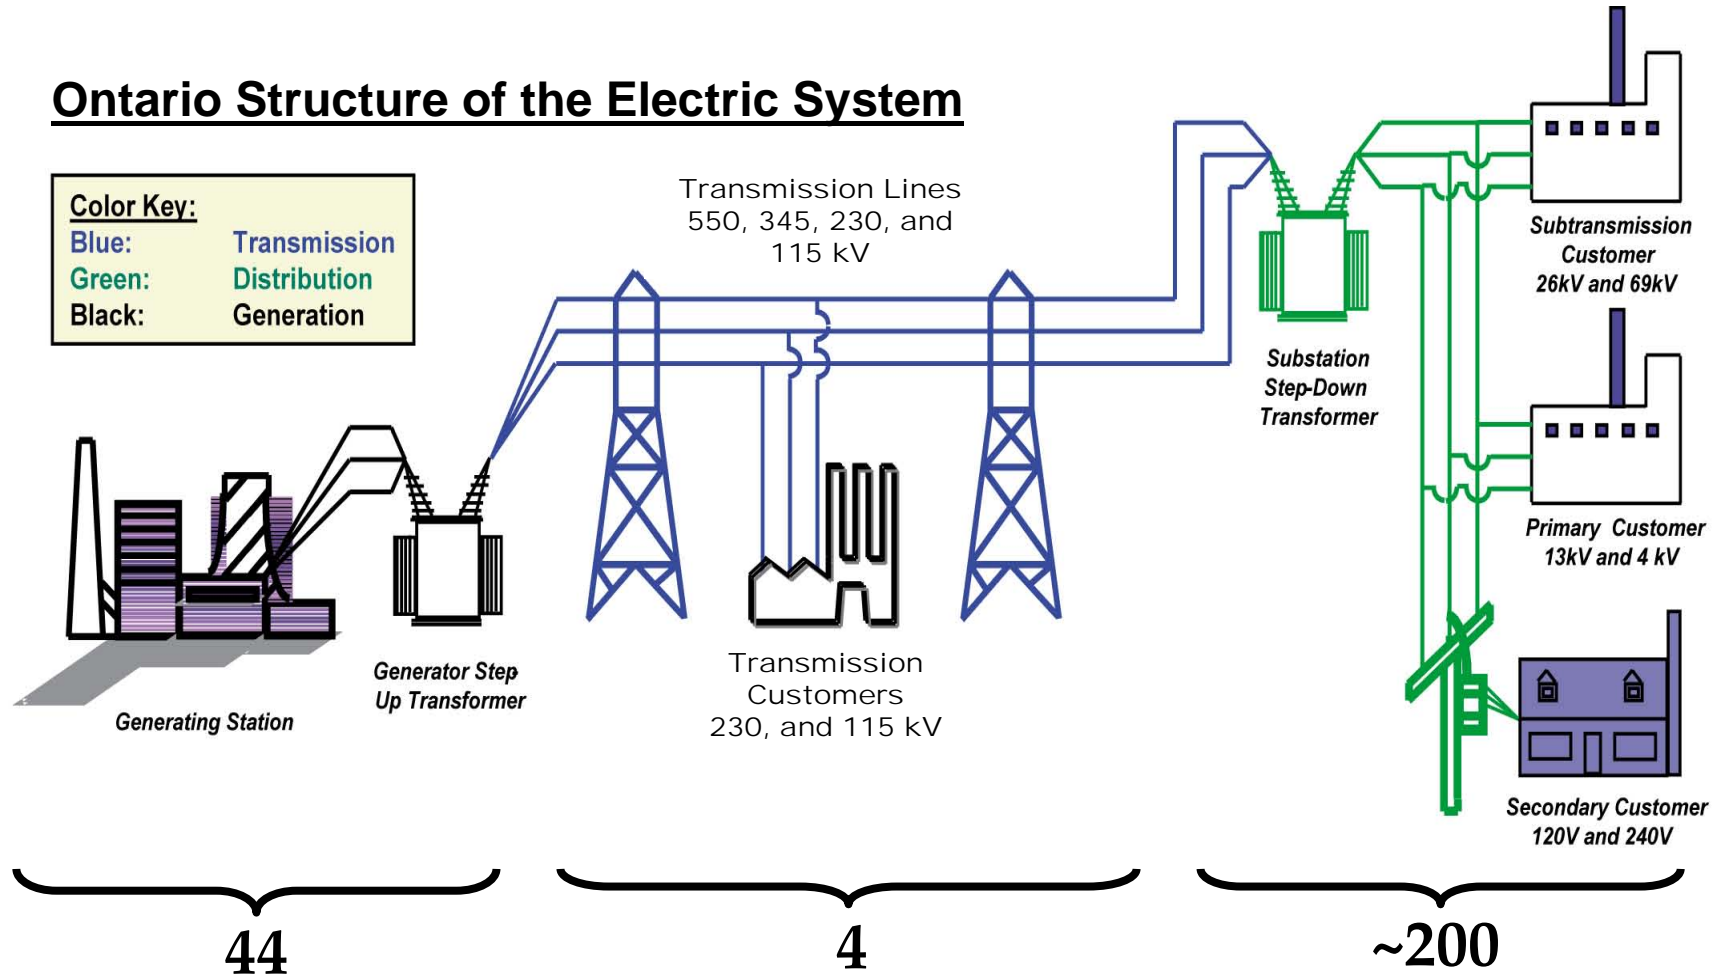 Ontario Structure of the Electric System
Color Key:
Blue: Transmission
Green: Distribution
Black: Generation
Transmission Lines
550, 345, 230, and
115 kV
Subtransmission
Customer
26kV and 69kV
Substation
Step-Down
Transformer
Primary Customer
13kV and 4 kV
Generating Station
Generator Step-
Up Transformer
Transmission
Customers
230, and 115 kV
Secondary Customer
120V and 240V
44
4
~200